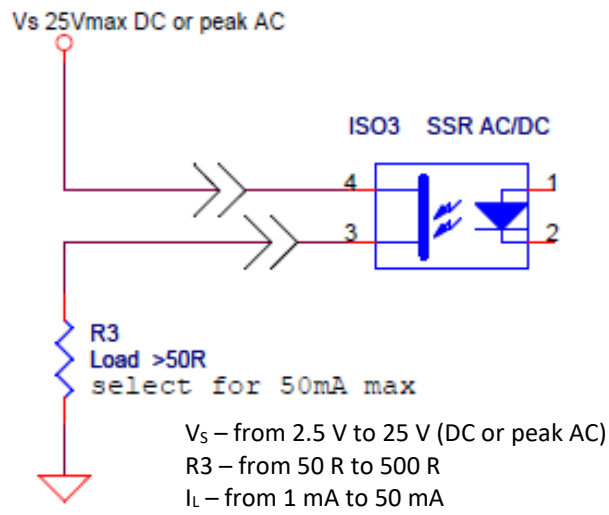 Vs 25Vmax DC or peak AC
ISO3 SSR AC/DC
4 1
3 2
R3
Load >50R
select for 50mA max
VS – from 2.5 V to 25 V (DC or peak AC)
R3 – from 50 R to 500 R
IL – from 1 mA to 50 mA